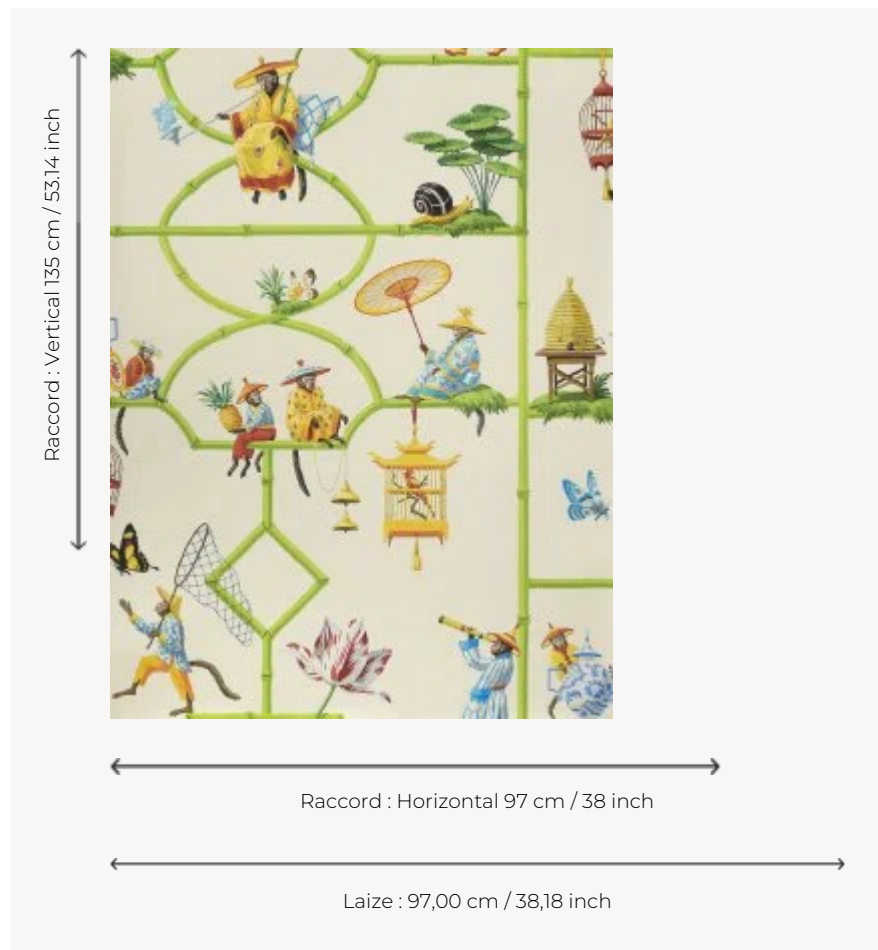 Raccord : Vertical 135 cm / 53.14 inch
Raccord : Horizontal 97 cm / 38 inch
Laize : 97,00 cm / 38,18 inch